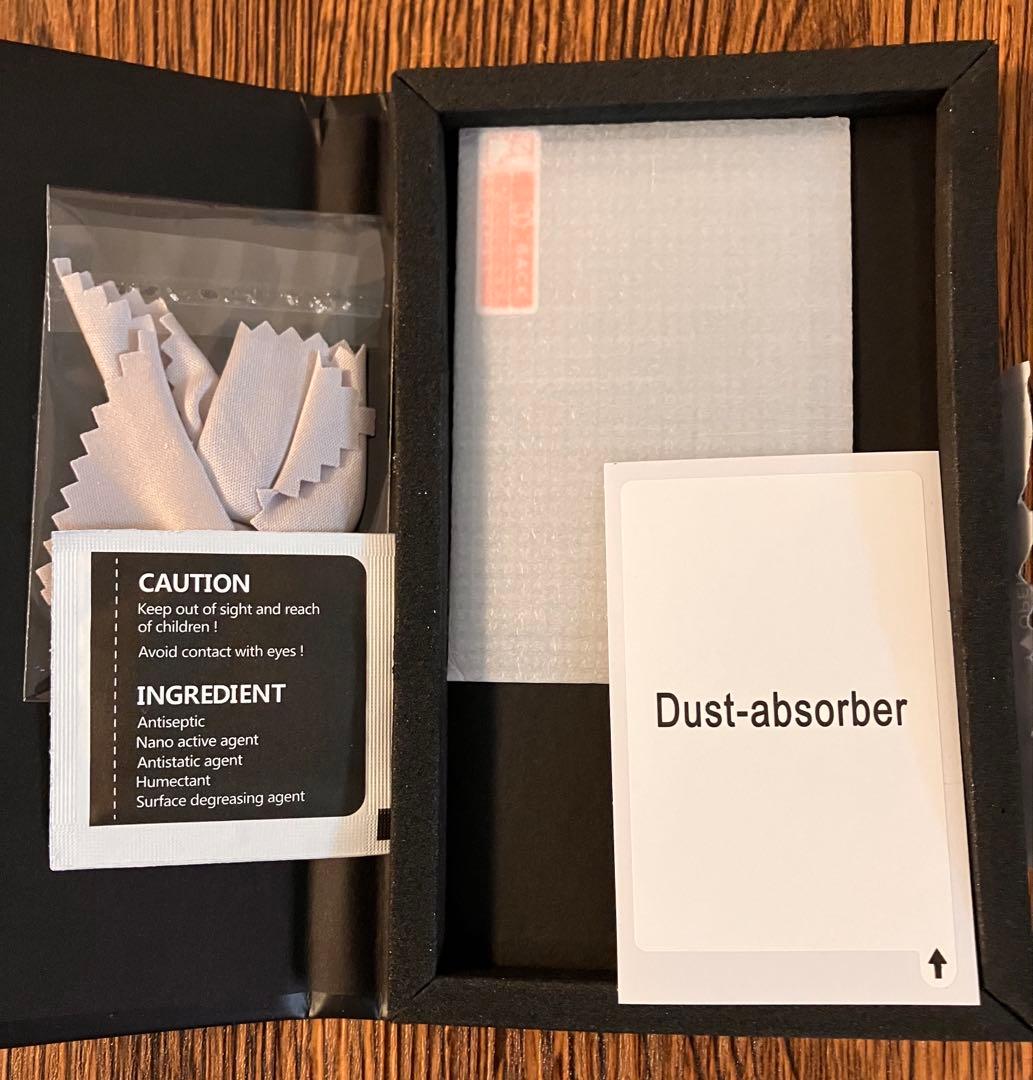 CAUTION
Keep out of sight and reach
of children !
Avoid contact with eyes !
INGREDIENT
Antiseptic
Nano active agent
Antistatic agent
Humectant
Surface degreasing agent
BACK
Dust-absorber